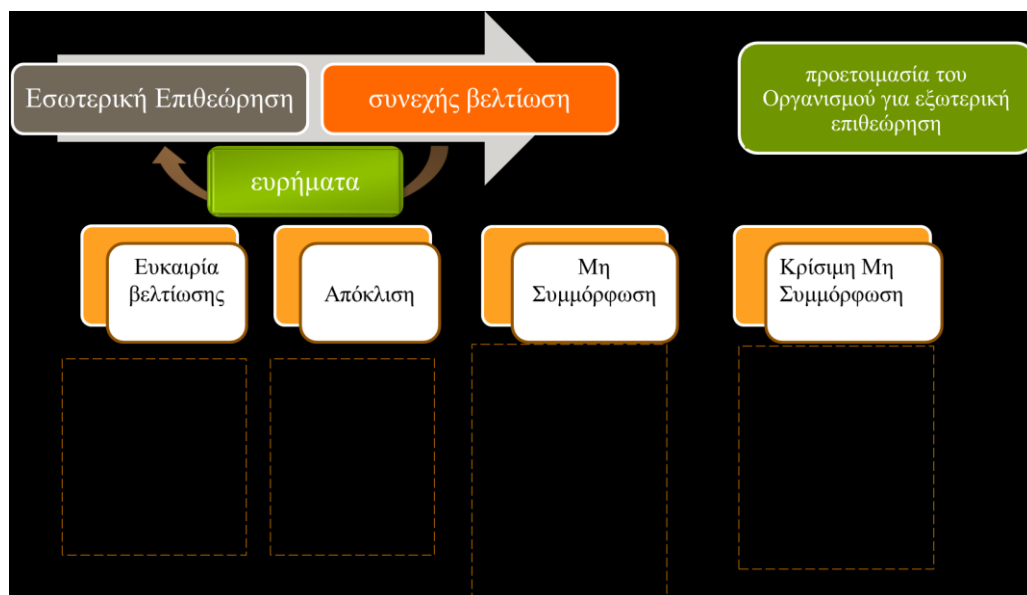 Εσωτερική Επιθεώρηση
συνεχής βελτίωση
προετοιμασία του
Οργανισμού για εξωτερική
επιθεώρηση
ευρήματα
Ευκαιρία
βελτίωσης
Απόκλιση
Μη
Συμμόρφωση
Κρίσιμη Μη
Συμμόρφωση